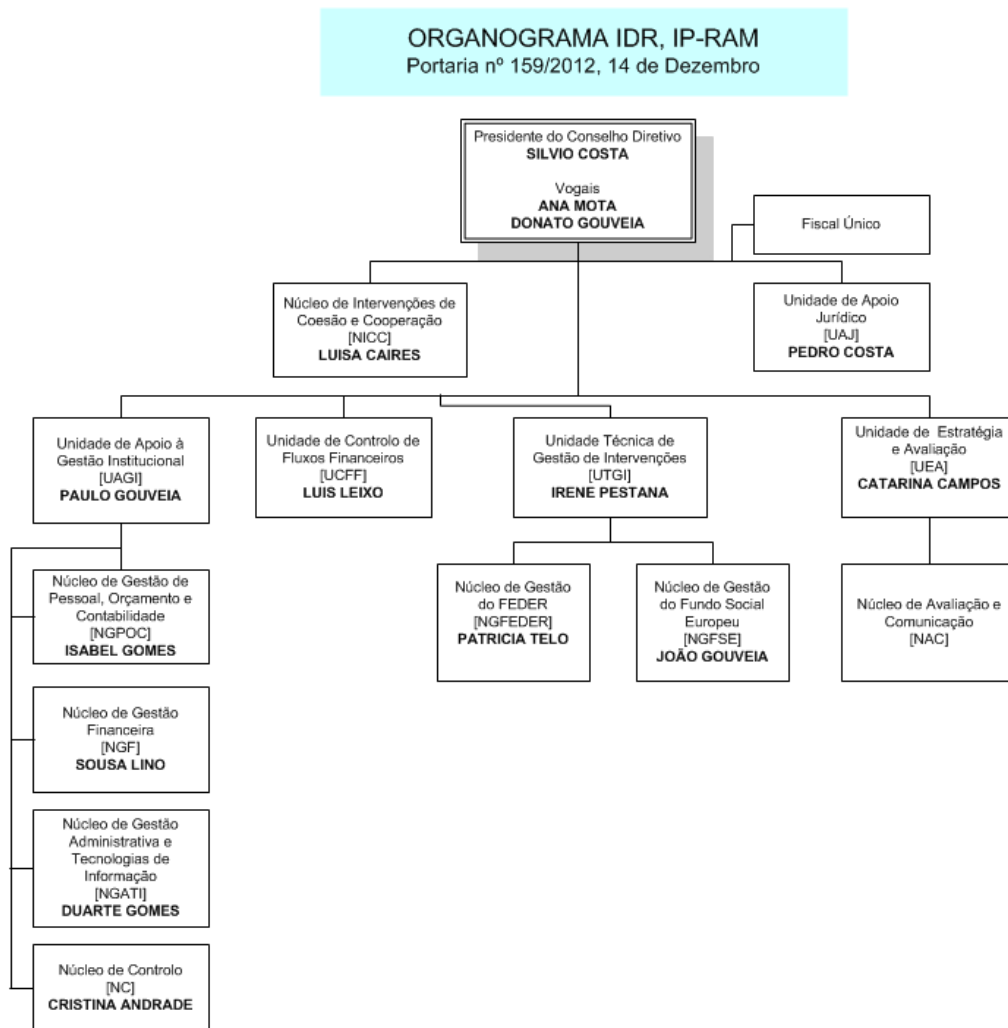 ORGANOGRAMA IDR, IP-RAM
Portaria nº 159/2012, 14 de Dezembro
Presidente do Conselho Diretivo
SILVIO COSTA
Vogais
ANA MOTA
DONATO GOUVEIA
Fiscal Único
Núcleo de Intervenções de
Coesão e Cooperação
[NICC]
LUISA CAIRES
Unidade de Apoio
Jurídico
[UAJ]
PEDRO COSTA
Unidade de Apoio à
Gestão Institucional
[UAGI]
PAULO GOUVEIA
Unidade de Controlo de
Fluxos Financeiros
[UCFF]
LUIS LEIXO
Unidade Técnica de
Gestão de Intervenções
[UTGI]
IRENE PESTANA
Unidade de Estratégia
e Avaliação
[UEA]
CATARINA CAMPOS
Núcleo de Gestão de
Pessoal, Orçamento e
Contabilidade
[NGPOC]
ISABEL GOMES
Núcleo de Gestão
do FEDER
[NGFEDER]
PATRICIA TELO
Núcleo de Gestão
do Fundo Social
Europeu
[NGFSE]
JOÃO GOUVEIA
Núcleo de Avaliação e
Comunicação
[NAC]
Núcleo de Gestão
Financeira
[NGF]
SOUSA LINO
Núcleo de Gestão
Administrativa e
Tecnologias de
Informação
[NGATI]
DUARTE GOMES
Núcleo de Controlo
[NC]
CRISTINA ANDRADE